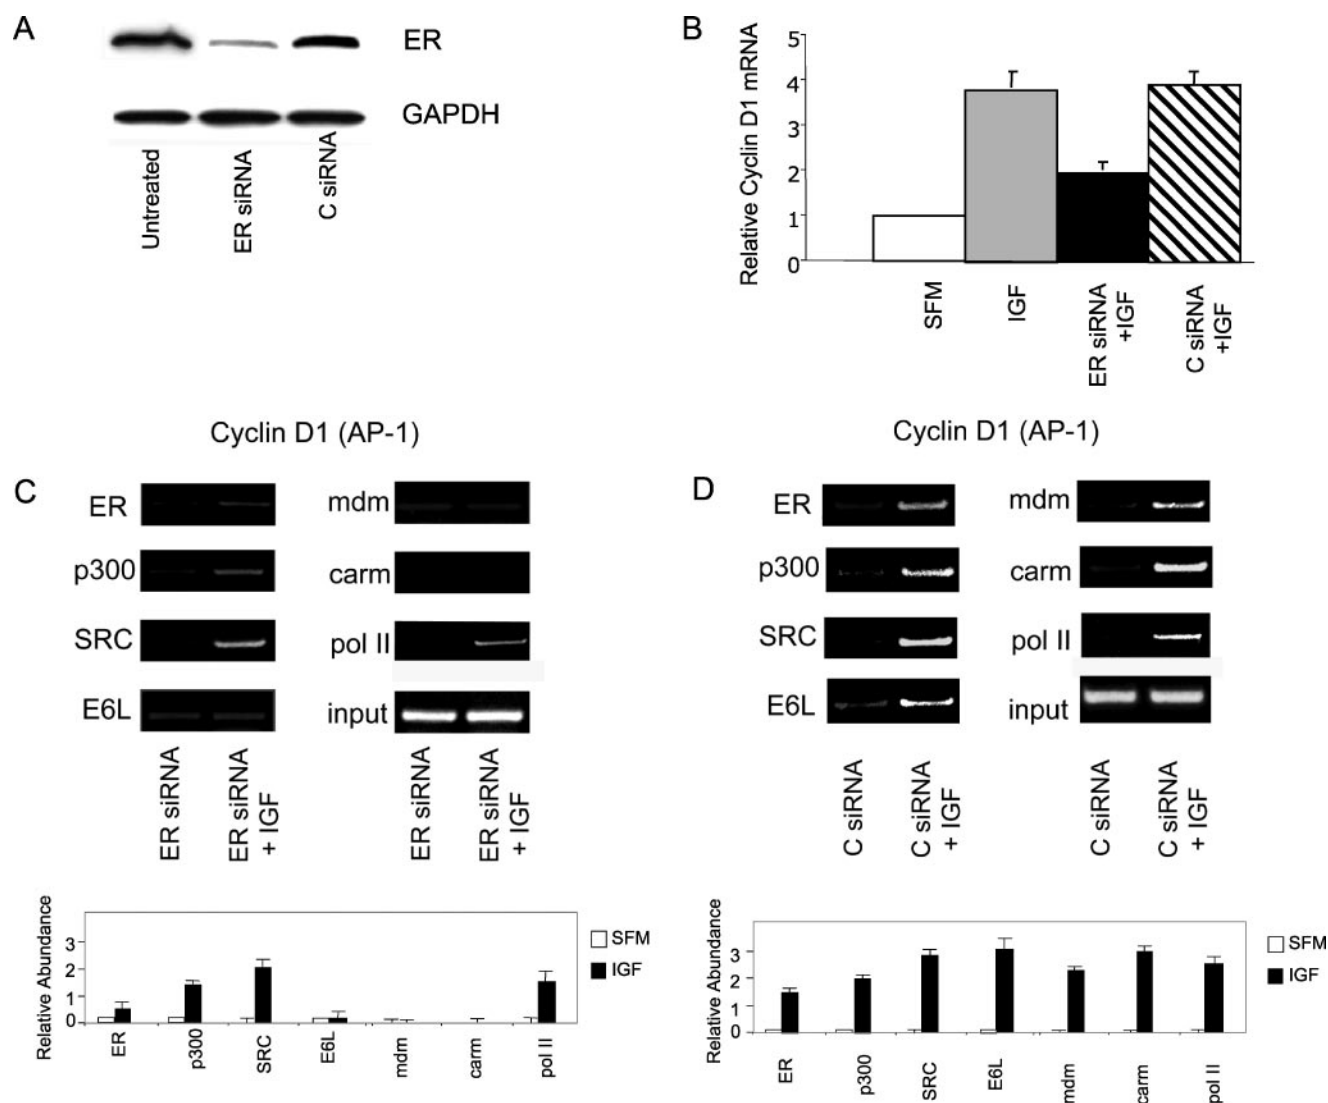 A
ER
GAPDH
Untreated
ER siRNA
C siRNA
B
Relative Cyclin D1 mRNA
5
4
3
2
1
0
SFM
IGF
ER siRNA
+IGF
C siRNA
+IGF
Cyclin D1 (AP-1)
C
ER
p300
SRC
E6L
mdm
carm
pol II
input
ER siRNA
ER siRNA
+ IGF
ER siRNA
ER siRNA
+ IGF
Relative Abundance
3
2
1
0
ER
p300
SRC
E6L
mdm
carm
pol II
SFM
IGF
Cyclin D1 (AP-1)
D
ER
p300
SRC
E6L
mdm
carm
pol II
input
C siRNA
C siRNA
+ IGF
C siRNA
C siRNA
+ IGF
Relative Abundance
3
2
1
0
ER
p300
SRC
E6L
mdm
carm
pol II
SFM
IGF